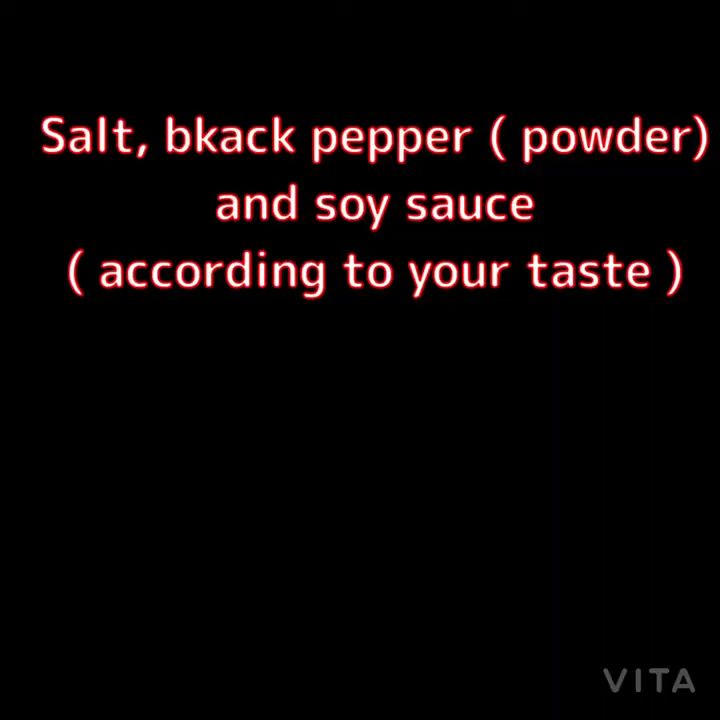 Salt, bkack pepper ( powder)
and soy sauce
( according to your taste )
VITA